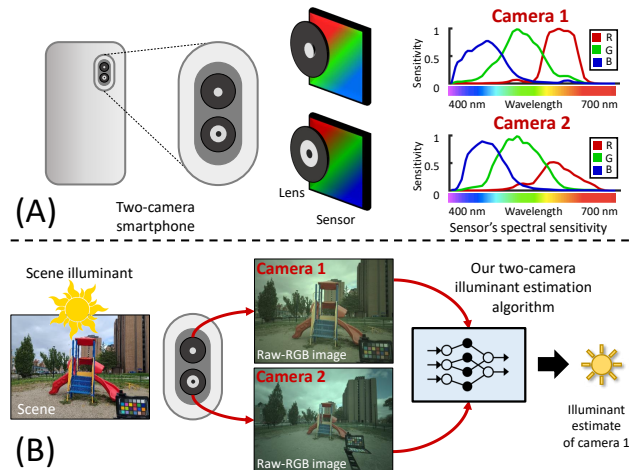 (A)
Two-camera
smartphone
Lens
Sensor
Camera 1
Sensitivity
1
0.5
0
R
G
B
400 nm
Wavelength
700 nm
Camera 2
Sensitivity
1
0.5
0
R
G
B
400 nm
Wavelength
700 nm
Sensor's spectral sensitivity
(B)
Scene illuminant
Scene
Camera 1
Raw-RGB image
Camera 2
Raw-RGB image
Our two-camera
illuminant estimation
algorithm
Illuminant
estimate
of camera 1